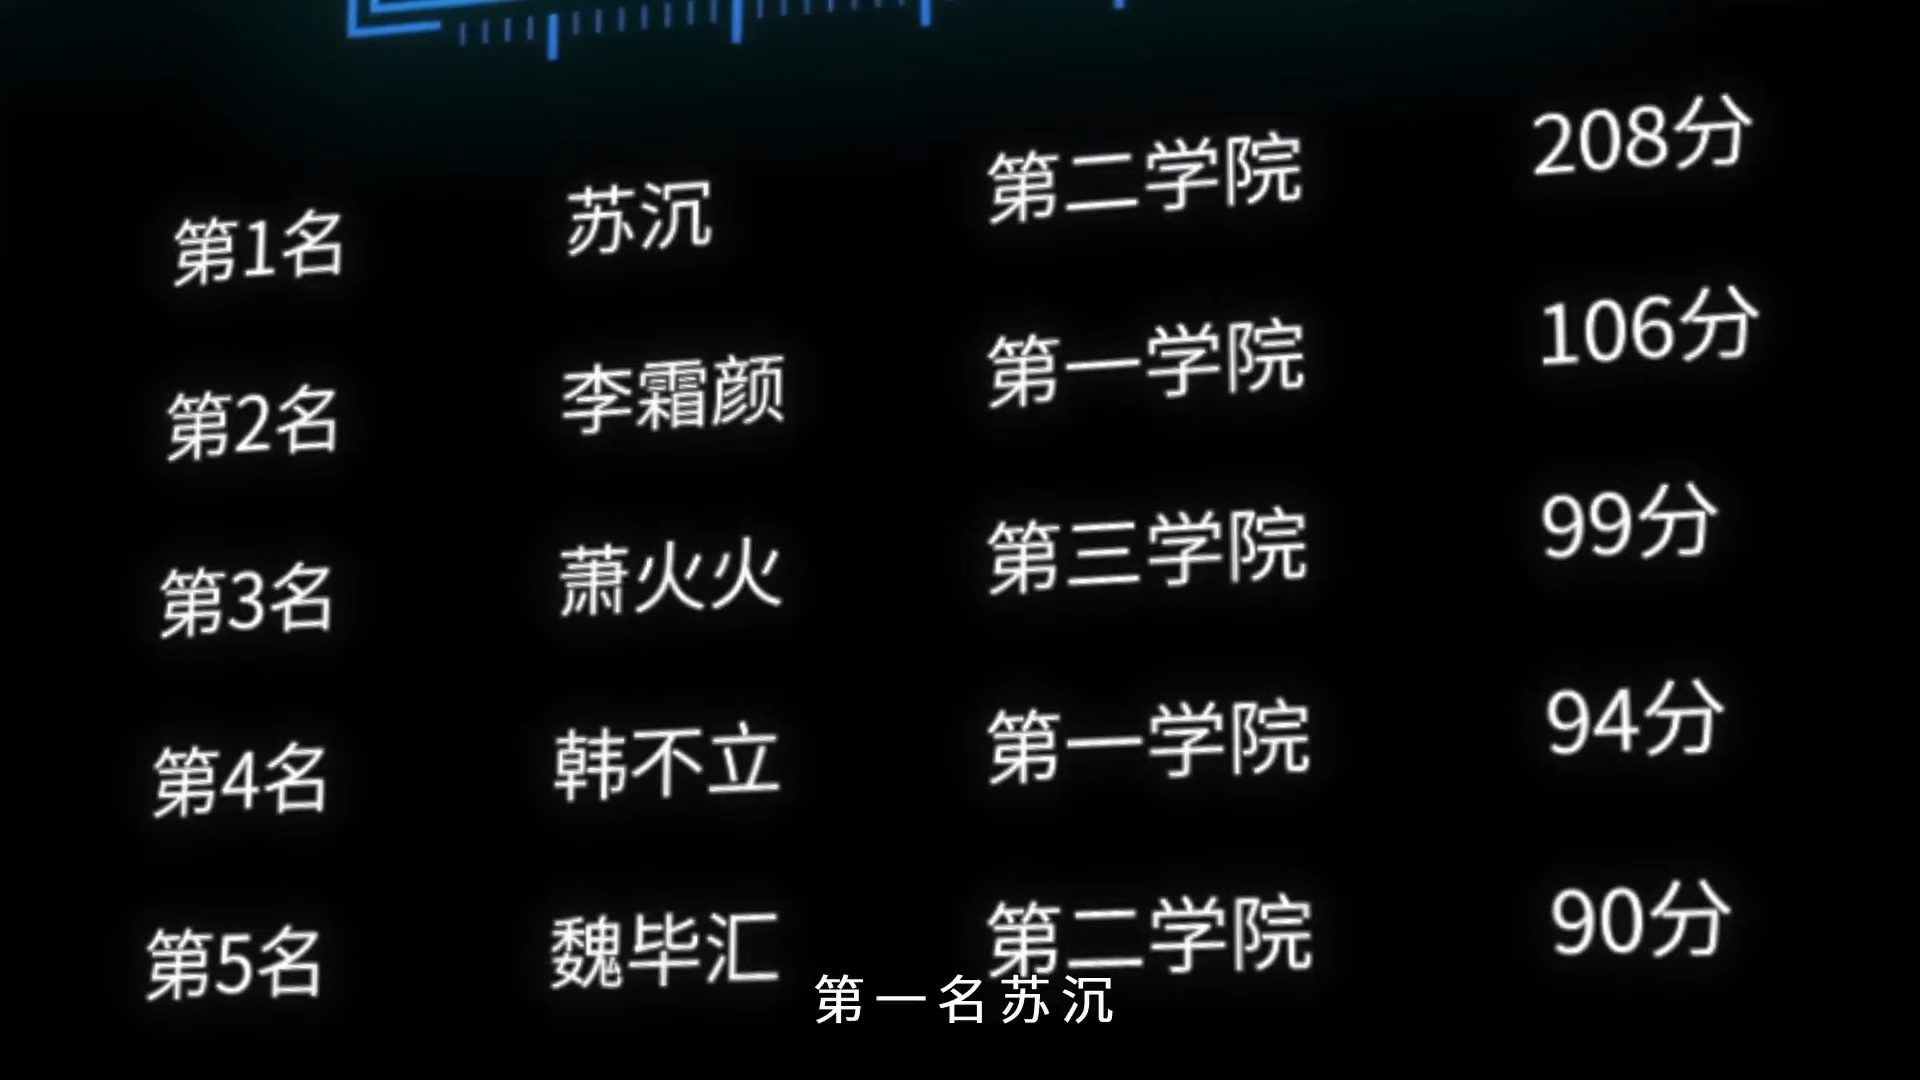 第1名 苏沉 第二学院 208分
第2名 李霜颜 第一学院 106分
第3名 萧火火 第三学院 99分
第4名 韩不立 第一学院 94分
第5名 魏毕汇 第二学院 90分
第一名苏沉